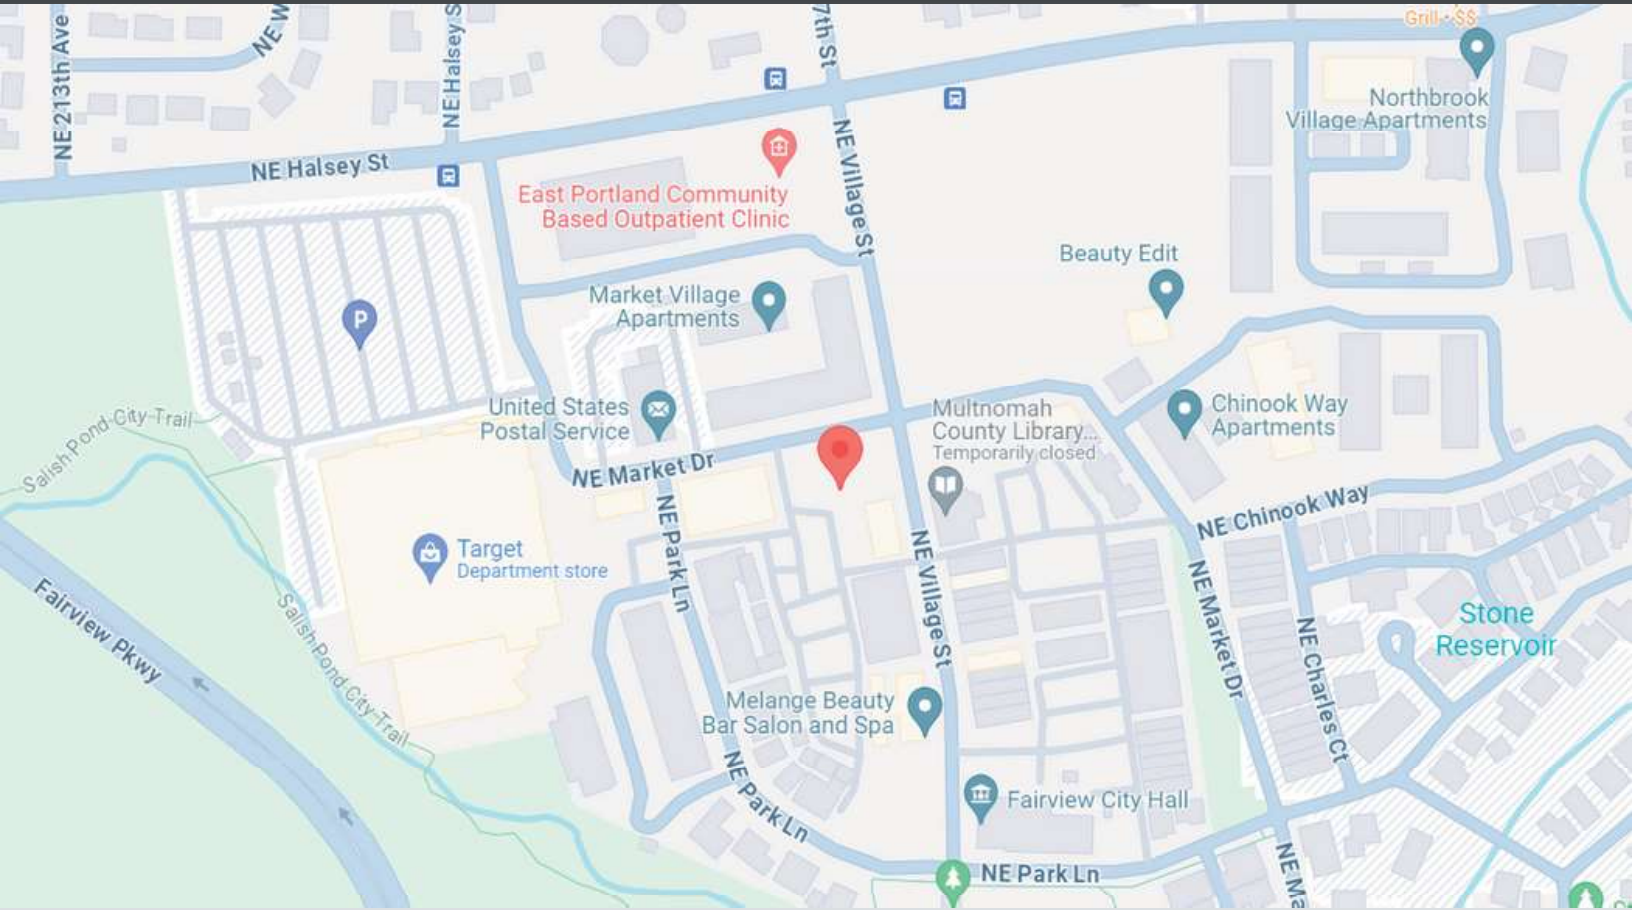 Grill · $$
NE 213th Ave
NE W
NE Halsey S
7th St
Northbrook
Village Apartments
NE Halsey St
NE Village St
East Portland Community
Based Outpatient Clinic
Beauty Edit
Market Village
Apartments
P
United States
Postal Service
Multnomah
County Library...
Temporarily closed
Chinook Way
Apartments
Salish Pond City Trail
NE Market Dr
NE Chinook Way
NE Park Ln
NE Village St
Target
Department store
NE Market Dr
NE Charles Ct
Fairview Pkwy
Salish Pond City Trail
Stone
Reservoir
Melange Beauty
Bar Salon and Spa
NE Park Ln
Fairview City Hall
NE Park Ln
NE Ma